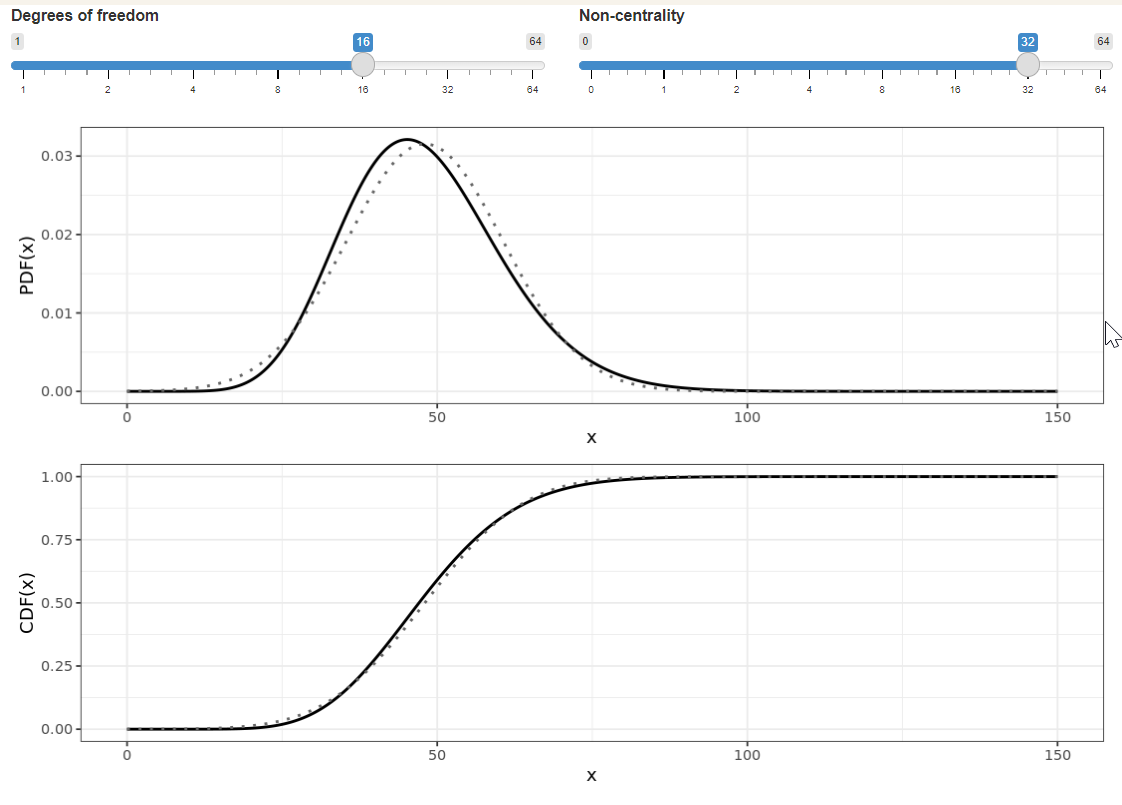 Degrees of freedom
1 16 64
1 2 4 8 16 32 64
Non-centrality
0 32 64
0 1 2 4 8 16 32 64
PDF(x)
0.03
0.02
0.01
0.00
0 50 100 150
x
CDF(x)
1.00
0.75
0.50
0.25
0.00
0 50 100 150
x